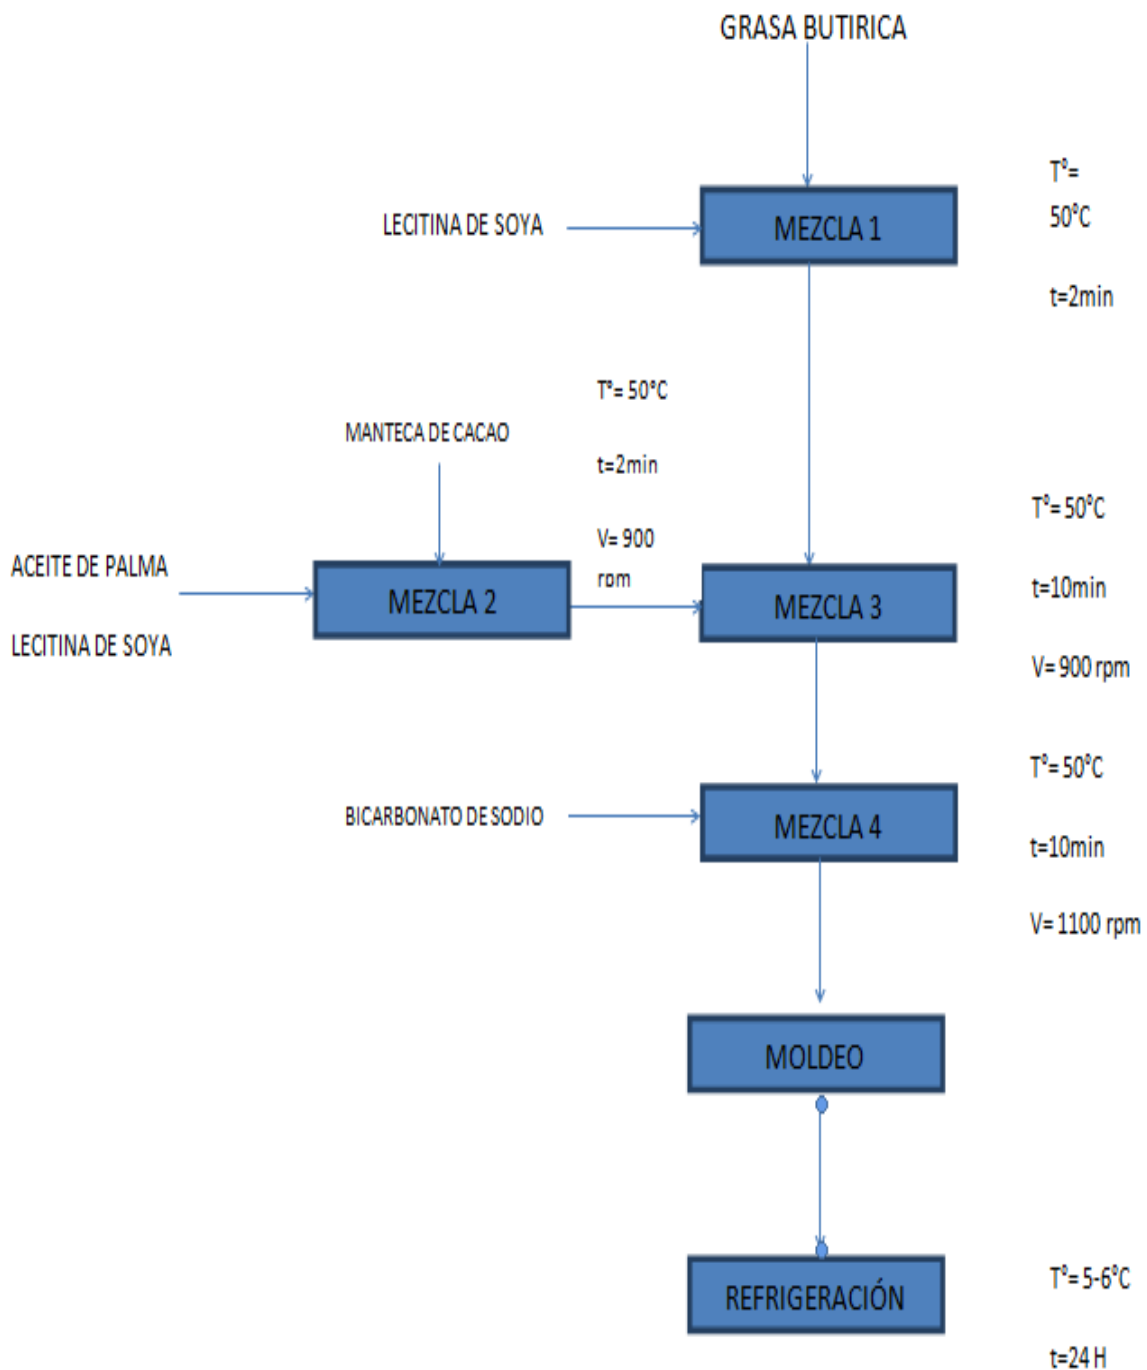 GRASA BUTIRICA
T°=
50°C
t=2min
LECITINA DE SOYA
MEZCLA 1
T°= 50°C
t=2min
V= 900
rpm
MANTECA DE CACAO
ACEITE DE PALMA
LECITINA DE SOYA
MEZCLA 2
MEZCLA 3
T°= 50°C
t=10min
V= 900 rpm
BICARBONATO DE SODIO
MEZCLA 4
T°= 50°C
t=10min
V= 1100 rpm
MOLDEO
REFRIGERACIÓN
T°= 5-6°C
t=24 H